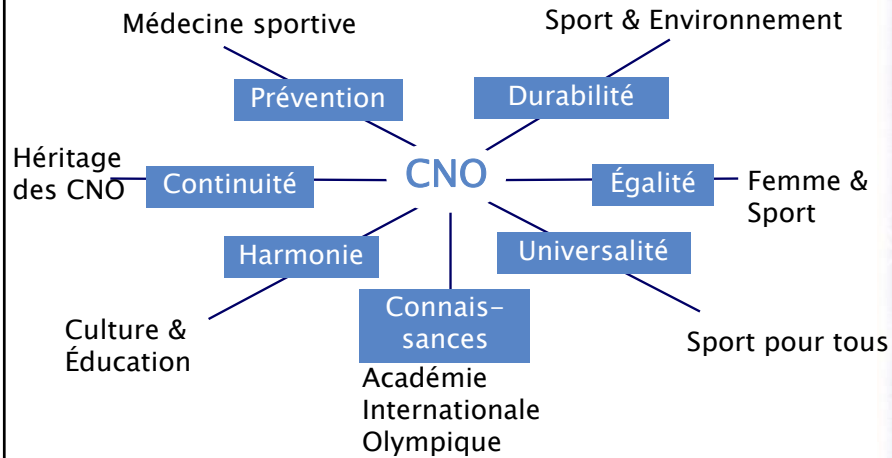 Médecine sportive
Sport & Environnement
Prévention
Durabilité
Héritage
des CNO
Continuité
CNO
Égalité
Femme &
Sport
Harmonie
Universalité
Connais-
sances
Culture &
Éducation
Sport pour tous
Académie
Internationale
Olympique